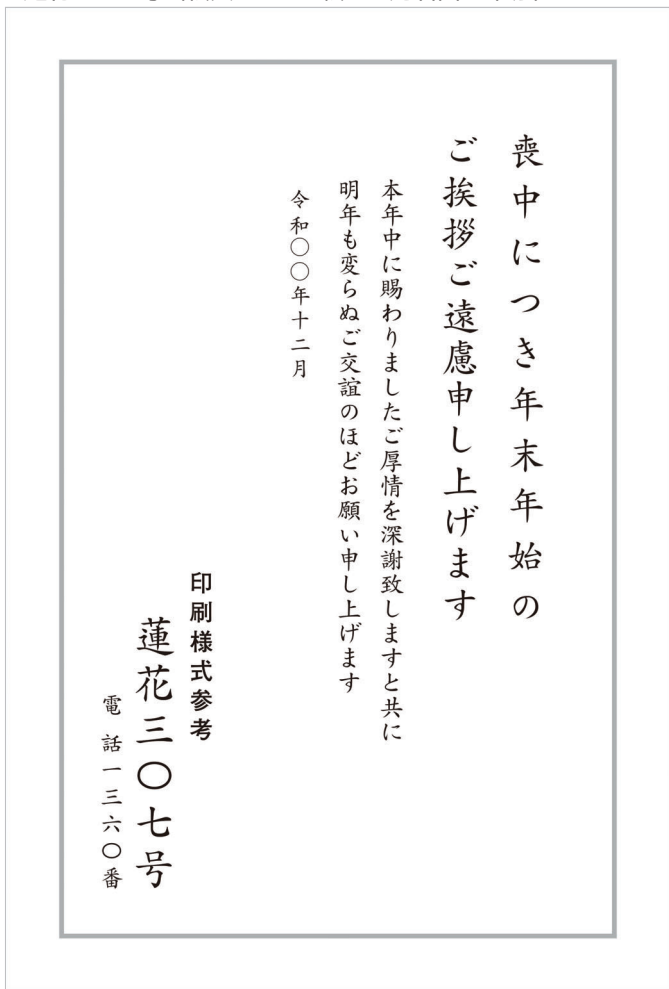 喪中につき年末年始の
ご挨拶ご遠慮申し上げます
本年中に賜わりましたご厚情を深謝致しますと共に
明年も変らぬご交誼のほどお願い申し上げます
令和〇〇年十二月
印刷様式参考
蓮花三〇七号
電話一三六〇番